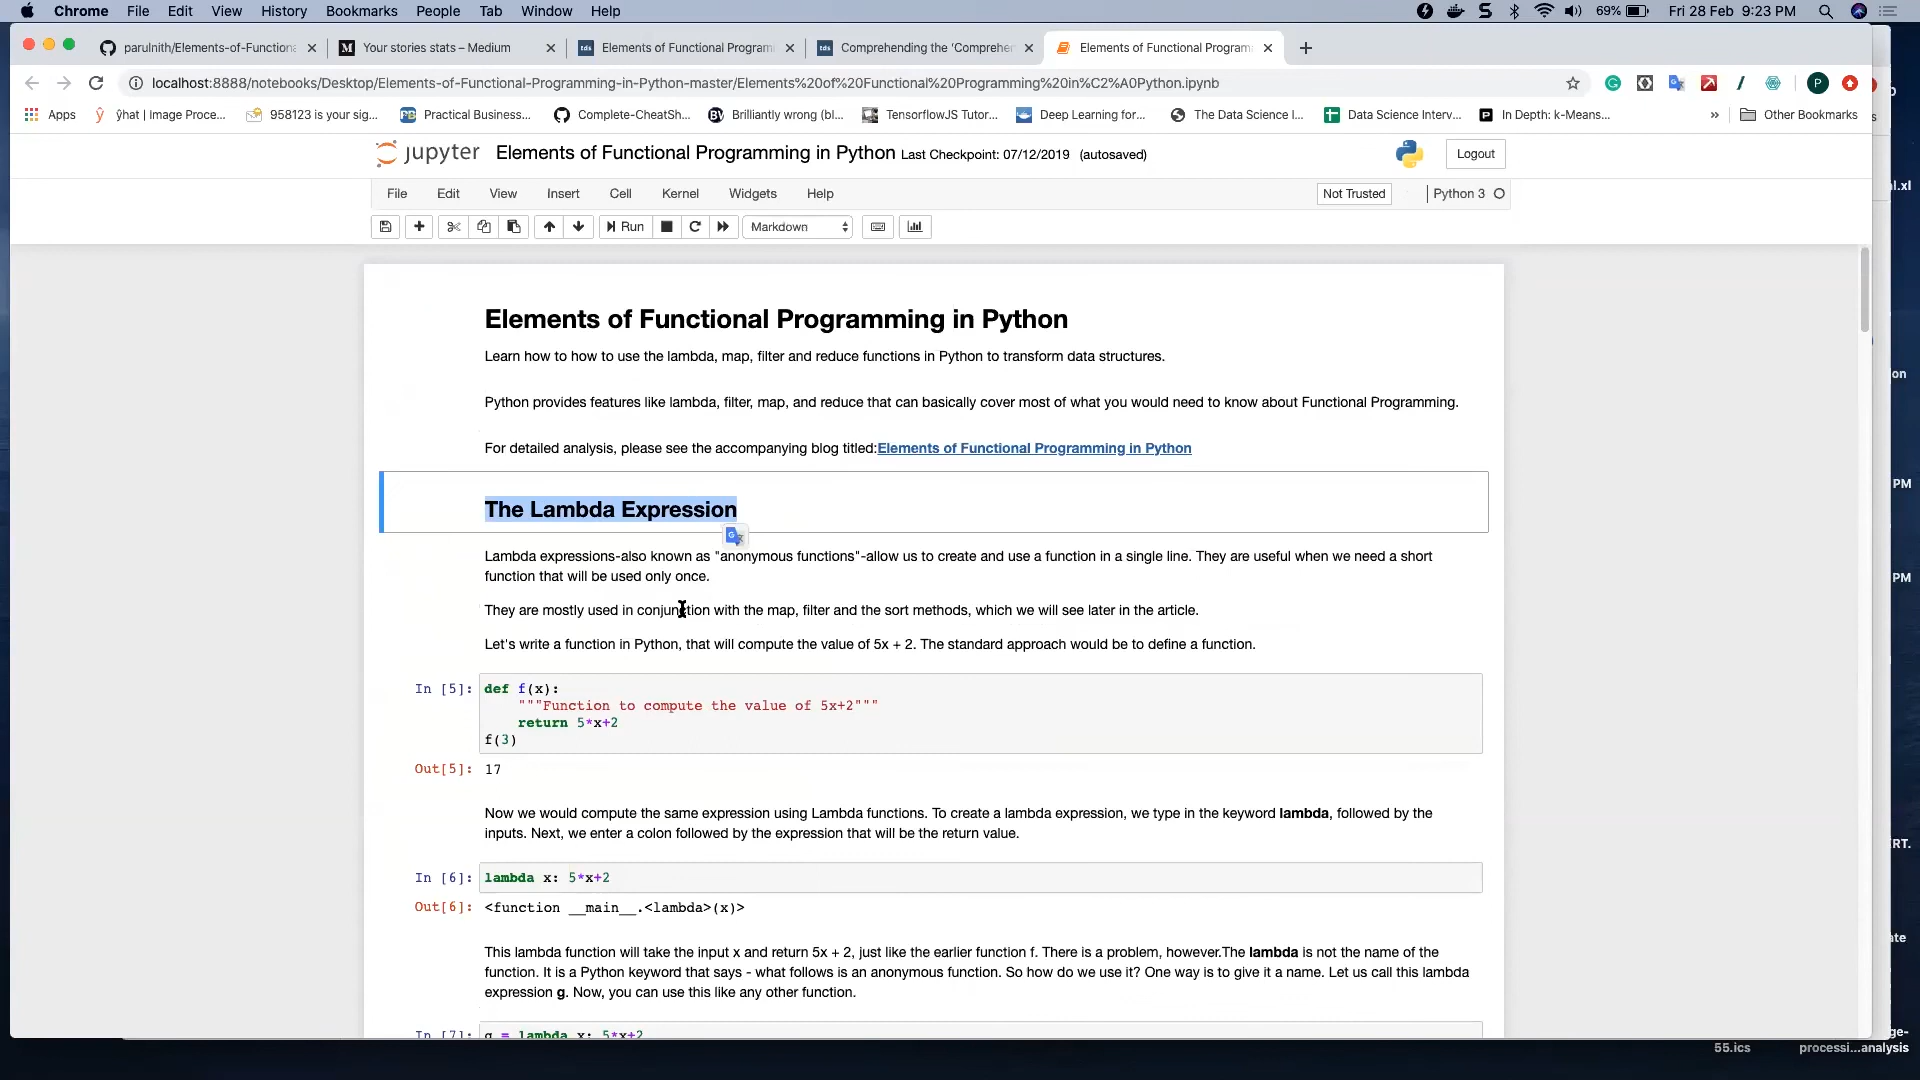 Chrome File Edit View History Bookmarks People Tab Window Help 69% Fri 28 Feb 9:23 PM
parulnith/Elements-of-Functiona Your stories stats – Medium Elements of Functional Program Comprehending the 'Comprehen Elements of Functional Program
localhost:8888/notebooks/Desktop/Elements-of-Functional-Programming-in-Python-master/Elements%20of%20Functional%20Programming%20in%C2%A0Python.ipynb
Apps ŷhat | Image Proce... 958123 is your sig... Practical Business... Complete-CheatSh... Brilliantly wrong (bl... TensorflowJS Tutor... Deep Learning for... The Data Science I... Data Science Interv... In Depth: k-Means... » Other Bookmarks
jupyter Elements of Functional Programming in Python Last Checkpoint: 07/12/2019 (autosaved) Logout
File Edit View Insert Cell Kernel Widgets Help Not Trusted Python 3
Run Markdown
Elements of Functional Programming in Python
Learn how to how to use the lambda, map, filter and reduce functions in Python to transform data structures.
Python provides features like lambda, filter, map, and reduce that can basically cover most of what you would need to know about Functional Programming.
For detailed analysis, please see the accompanying blog titled:Elements of Functional Programming in Python
The Lambda Expression
Lambda expressions-also known as "anonymous functions"-allow us to create and use a function in a single line. They are useful when we need a short
function that will be used only once.
They are mostly used in conjunction with the map, filter and the sort methods, which we will see later in the article.
Let's write a function in Python, that will compute the value of 5x + 2. The standard approach would be to define a function.
In [5]: def f(x):
"""Function to compute the value of 5x+2"""
return 5*x+2
f(3)
Out[5]: 17
Now we would compute the same expression using Lambda functions. To create a lambda expression, we type in the keyword lambda, followed by the
inputs. Next, we enter a colon followed by the expression that will be the return value.
In [6]: lambda x: 5*x+2
Out[6]: <function __main__.<lambda>(x)>
This lambda function will take the input x and return 5x + 2, just like the earlier function f. There is a problem, however.The lambda is not the name of the
function. It is a Python keyword that says - what follows is an anonymous function. So how do we use it? One way is to give it a name. Let us call this lambda
expression g. Now, you can use this like any other function.
In [7]: g = lambda x: 5*x+2
55.ics processi...analysis